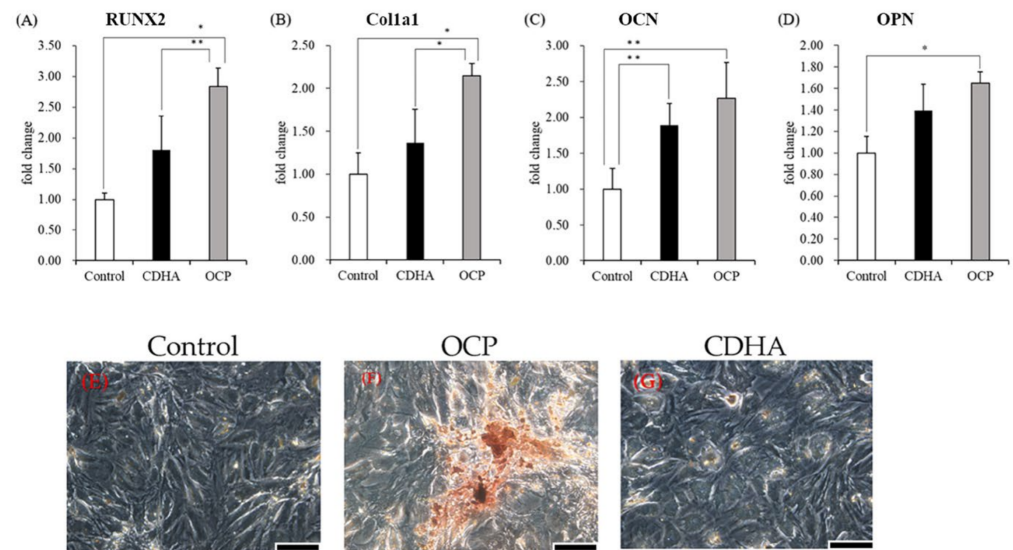 (A) RUNX2
*
**
3.50
3.00
2.50
2.00
1.50
1.00
0.50
0.00
fold change
Control CDHA OCP
(B) Col1a1
*
*
2.50
2.00
1.50
1.00
0.50
0.00
fold change
Control CDHA OCP
(C) OCN
**
**
3.00
2.50
2.00
1.50
1.00
0.50
0.00
fold change
Control CDHA OCP
(D) OPN
*
2.00
1.80
1.60
1.40
1.20
1.00
0.80
0.60
0.40
0.20
0.00
fold change
Control CDHA OCP
Control
(E)
OCP
(F)
CDHA
(G)